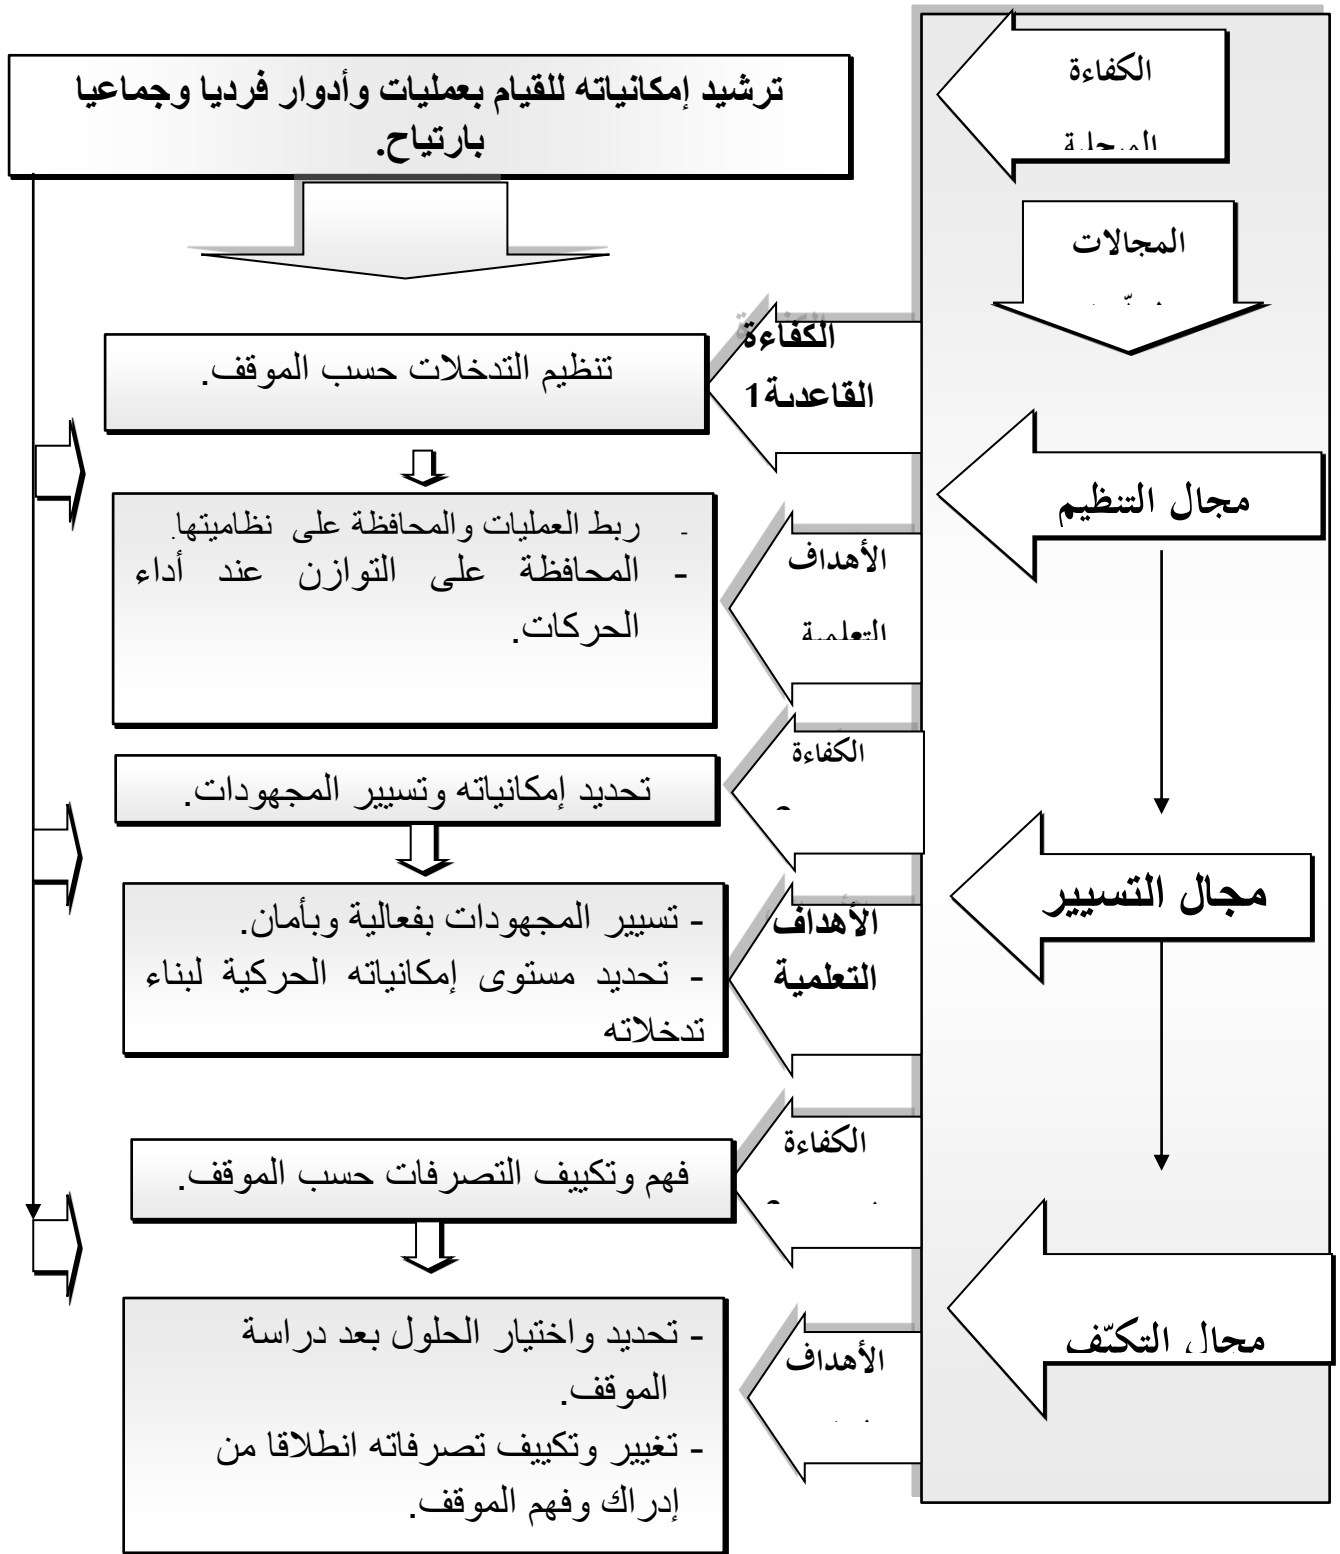 الكفاءة
ترشيد إمكانياته للقيام بعمليات وأدوار فرديا وجماعيا
بارتياح.
المجالات
الكفاءة
القاعدية1
تنظيم التدخلات حسب الموقف.
مجال التنظيم
الأهداف
التعلمية
- ربط العمليات والمحافظة على نظاميتها.
- المحافظة على التوازن عند أداء
الحركات.
الكفاءة
تحديد إمكانياته وتسيير المجهودات.
مجال التسيير
الأهداف
التعلمية
- تسيير المجهودات بفعالية وبأمان.
- تحديد مستوى إمكانياته الحركية لبناء
تدخلاته
الكفاءة
فهم وتكييف التصرفات حسب الموقف.
مجال التكيّف
الأهداف
- تحديد واختيار الحلول بعد دراسة
الموقف.
- تغيير وتكييف تصرفاته انطلاقا من
إدراك وفهم الموقف.